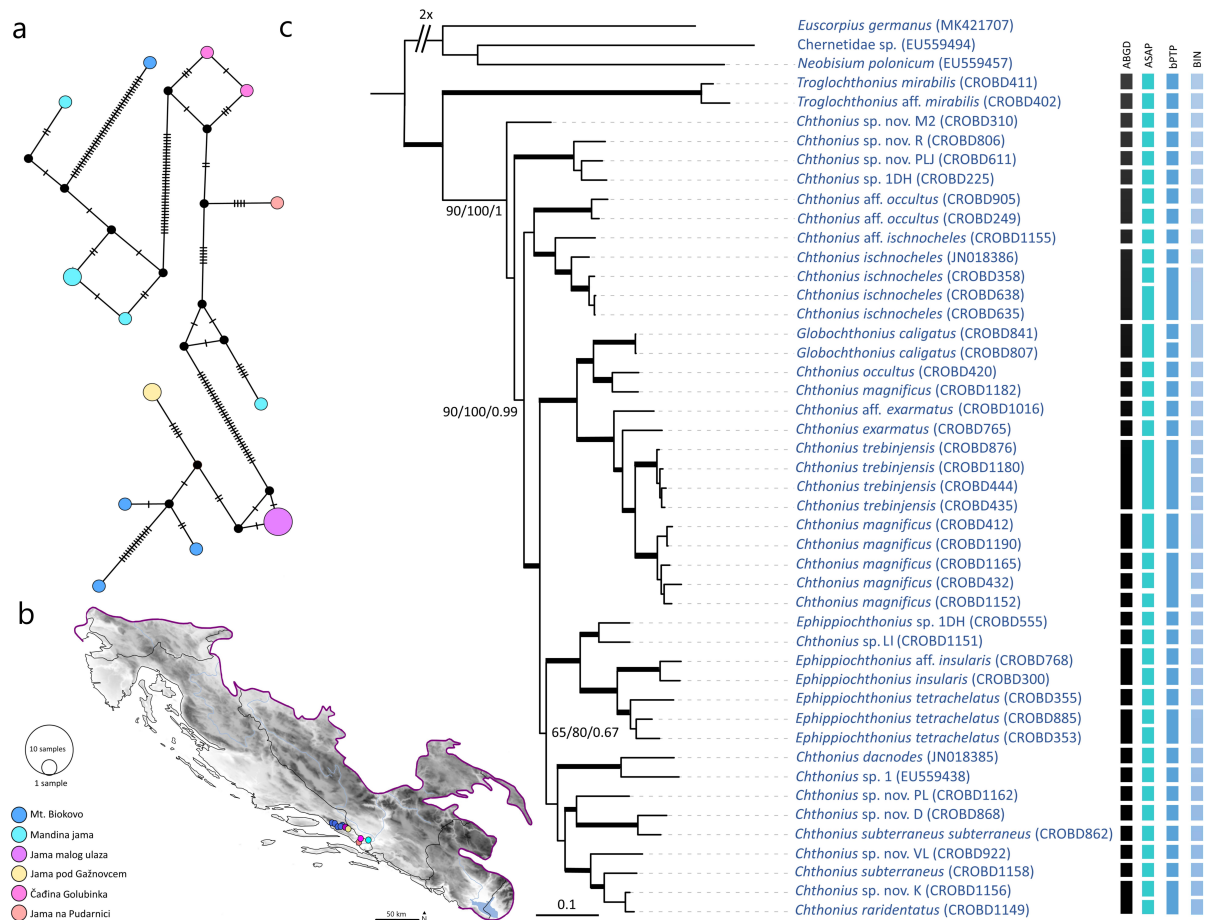 a
c
2x
ABGD
ASAP
bPTP
BIN
Euscorpius germanus (MK421707)
Chernetidae sp. (EU559494)
Neobisium polonicum (EU559457)
Troglochthonius mirabilis (CROBD411)
Troglochthonius aff. mirabilis (CROBD402)
Chthonius sp. nov. M2 (CROBD310)
Chthonius sp. nov. R (CROBD806)
Chthonius sp. nov. PLJ (CROBD611)
Chthonius sp. 1DH (CROBD225)
Chthonius aff. occultus (CROBD905)
Chthonius aff. occultus (CROBD249)
Chthonius aff. ischnocheles (CROBD1155)
Chthonius ischnocheles (JN018386)
Chthonius ischnocheles (CROBD358)
Chthonius ischnocheles (CROBD638)
Chthonius ischnocheles (CROBD635)
Globochthonius caligatus (CROBD841)
Globochthonius caligatus (CROBD807)
Chthonius occultus (CROBD420)
Chthonius magnificus (CROBD1182)
Chthonius aff. exarmatus (CROBD1016)
Chthonius exarmatus (CROBD765)
Chthonius trebinjensis (CROBD876)
Chthonius trebinjensis (CROBD1180)
Chthonius trebinjensis (CROBD444)
Chthonius trebinjensis (CROBD435)
Chthonius magnificus (CROBD412)
Chthonius magnificus (CROBD1190)
Chthonius magnificus (CROBD1165)
Chthonius magnificus (CROBD432)
Chthonius magnificus (CROBD1152)
Ephippiochthonius sp. 1DH (CROBD555)
Chthonius sp. LI (CROBD1151)
Ephippiochthonius aff. insularis (CROBD768)
Ephippiochthonius insularis (CROBD300)
Ephippiochthonius tetrachelatus (CROBD355)
Ephippiochthonius tetrachelatus (CROBD885)
Ephippiochthonius tetrachelatus (CROBD353)
Chthonius dacnodes (JN018385)
Chthonius sp. 1 (EU559438)
Chthonius sp. nov. PL (CROBD1162)
Chthonius sp. nov. D (CROBD868)
Chthonius subterraneus subterraneus (CROBD862)
Chthonius sp. nov. VL (CROBD922)
Chthonius subterraneus (CROBD1158)
Chthonius sp. nov. K (CROBD1156)
Chthonius raridentatus (CROBD1149)
90/100/1
90/100/0.99
65/80/0.67
0.1
b
10 samples
1 sample
Mt. Biokovo
Mandina jama
Jama malog ulaza
Jama pod Gažnovcem
Čađina Golubinka
Jama na Pudarnici
50 km
N